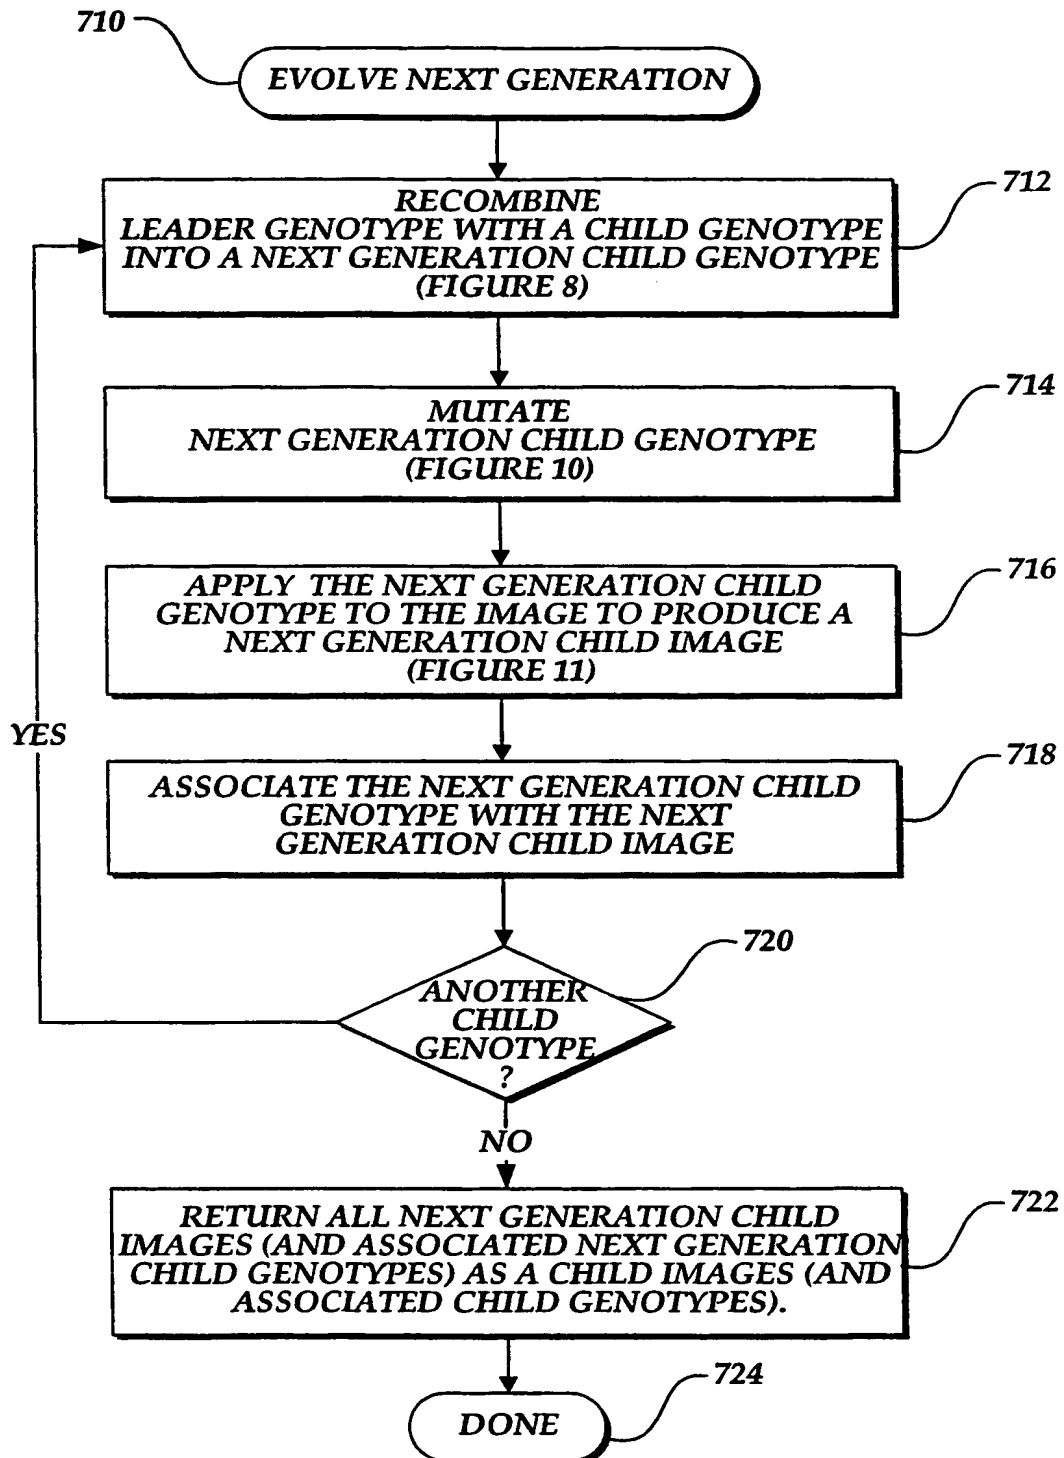 710
EVOLVE NEXT GENERATION
712
RECOMBINE
LEADER GENOTYPE WITH A CHILD GENOTYPE
INTO A NEXT GENERATION CHILD GENOTYPE
(FIGURE 8)
714
MUTATE
NEXT GENERATION CHILD GENOTYPE
(FIGURE 10)
716
APPLY THE NEXT GENERATION CHILD
GENOTYPE TO THE IMAGE TO PRODUCE A
NEXT GENERATION CHILD IMAGE
(FIGURE 11)
YES
718
ASSOCIATE THE NEXT GENERATION CHILD
GENOTYPE WITH THE NEXT
GENERATION CHILD IMAGE
720
ANOTHER
CHILD
GENOTYPE
?
NO
722
RETURN ALL NEXT GENERATION CHILD
IMAGES (AND ASSOCIATED NEXT GENERATION
CHILD GENOTYPES) AS A CHILD IMAGES (AND
ASSOCIATED CHILD GENOTYPES).
724
DONE